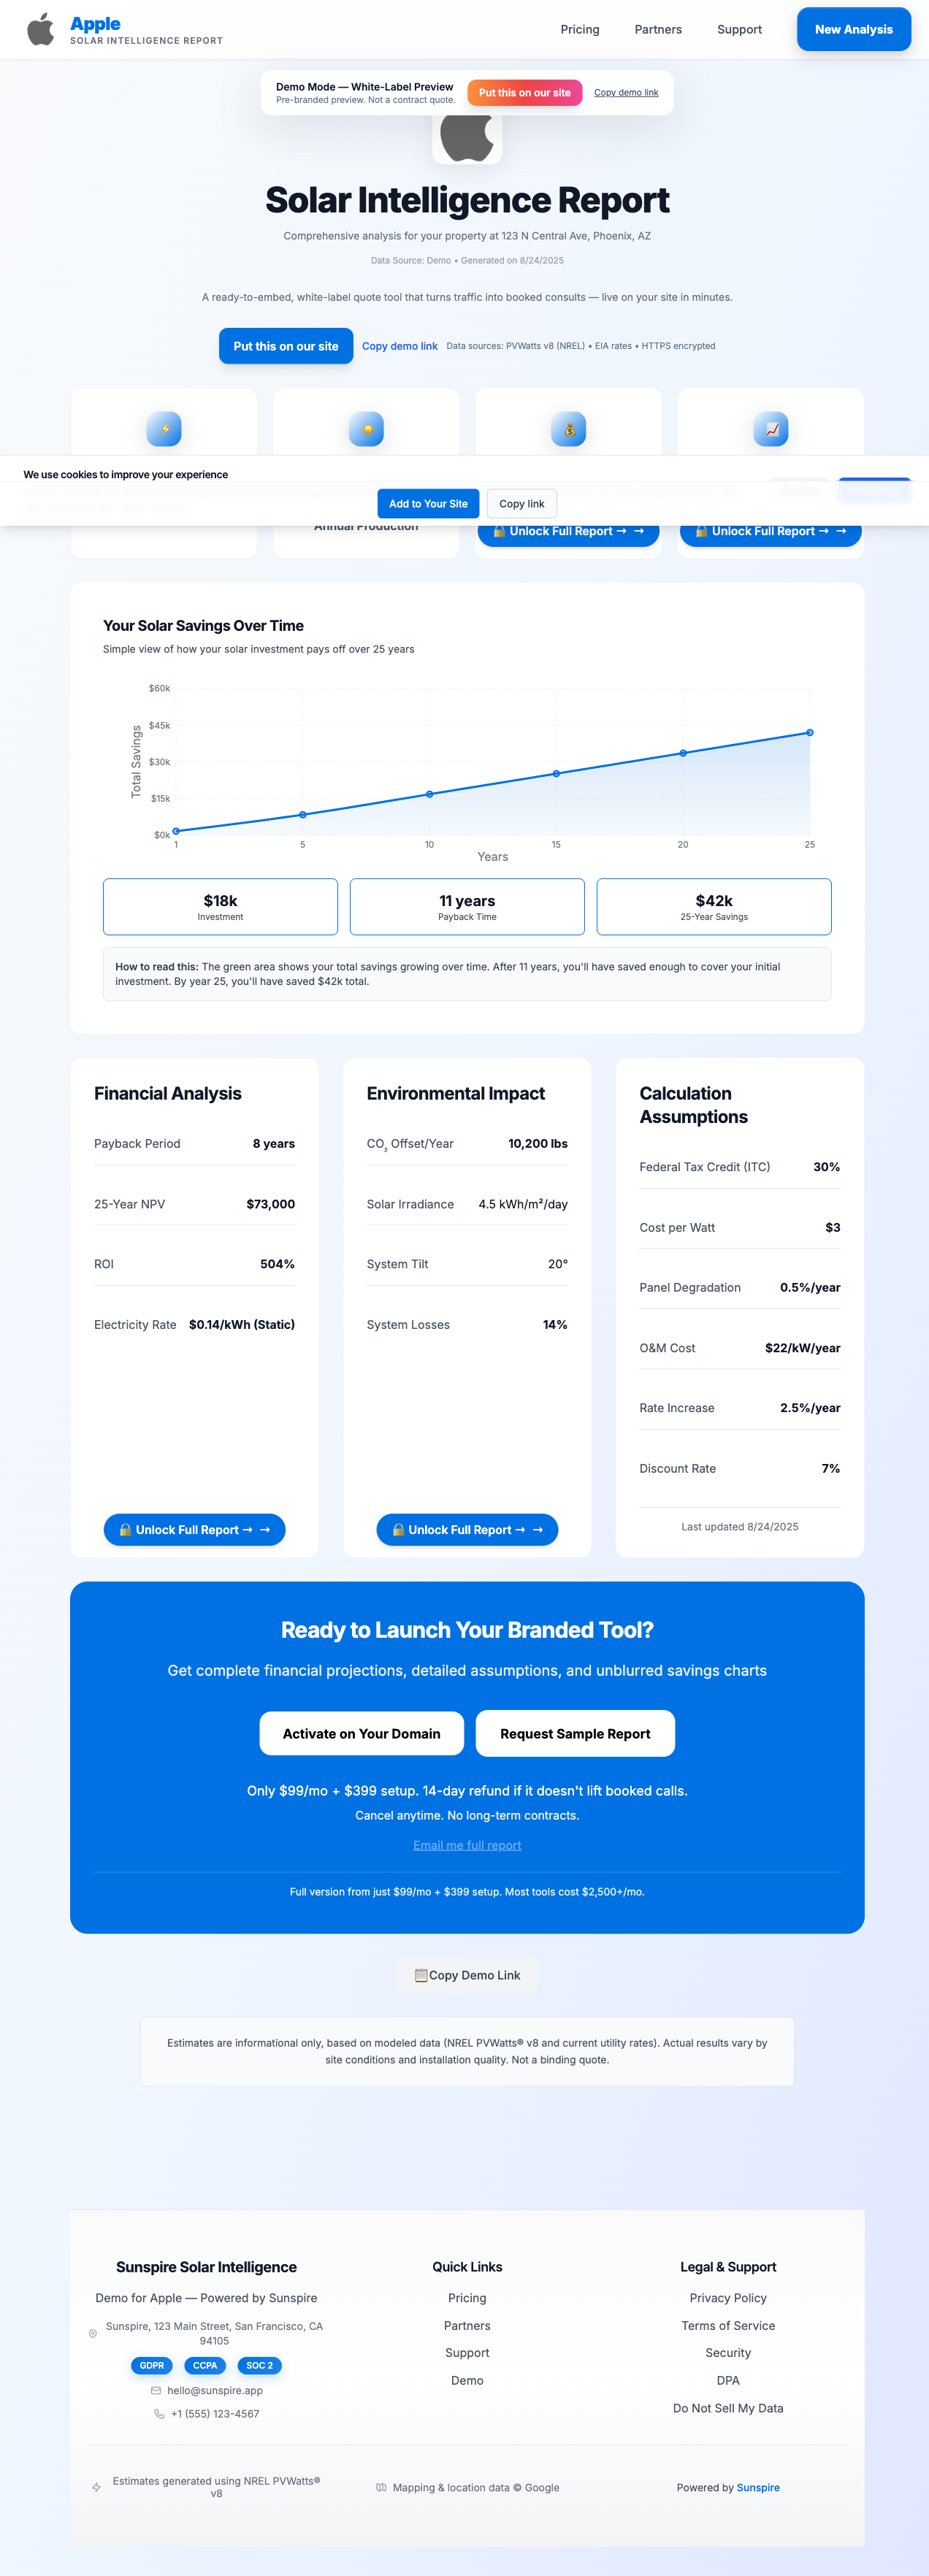 Apple
SOLAR INTELLIGENCE REPORT
Pricing
Partners
Support
New Analysis
Demo Mode — White-Label Preview
Pre-branded preview. Not a contract quote.
Put this on our site
Copy demo link
Solar Intelligence Report
Comprehensive analysis for your property at 123 N Central Ave, Phoenix, AZ
Data Source: Demo • Generated on 8/24/2025
A ready-to-embed, white-label quote tool that turns traffic into booked consults — live on your site in minutes.
Put this on our site
Copy demo link
Data sources: PVWatts v8 (NREL) • EIA rates • HTTPS encrypted
We use cookies to improve your experience
Add to Your Site
Copy link
Annual Production
🔒 Unlock Full Report → →
🔒 Unlock Full Report → →
Your Solar Savings Over Time
Simple view of how your solar investment pays off over 25 years
Total Savings
$60k
$45k
$30k
$15k
$0k
1
5
10
15
20
25
Years
$18k
Investment
11 years
Payback Time
$42k
25-Year Savings
How to read this: The green area shows your total savings growing over time. After 11 years, you'll have saved enough to cover your initial
investment. By year 25, you'll have saved $42k total.
Financial Analysis
Payback Period
8 years
25-Year NPV
$73,000
ROI
504%
Electricity Rate
$0.14/kWh (Static)
🔒 Unlock Full Report → →
Environmental Impact
CO₂ Offset/Year
10,200 lbs
Solar Irradiance
4.5 kWh/m²/day
System Tilt
20°
System Losses
14%
🔒 Unlock Full Report → →
Calculation
Assumptions
Federal Tax Credit (ITC)
30%
Cost per Watt
$3
Panel Degradation
0.5%/year
O&M Cost
$22/kW/year
Rate Increase
2.5%/year
Discount Rate
7%
Last updated 8/24/2025
Ready to Launch Your Branded Tool?
Get complete financial projections, detailed assumptions, and unblurred savings charts
Activate on Your Domain
Request Sample Report
Only $99/mo + $399 setup. 14-day refund if it doesn't lift booked calls.
Cancel anytime. No long-term contracts.
Email me full report
Full version from just $99/mo + $399 setup. Most tools cost $2,500+/mo.
📋Copy Demo Link
Estimates are informational only, based on modeled data (NREL PVWatts® v8 and current utility rates). Actual results vary by
site conditions and installation quality. Not a binding quote.
Sunspire Solar Intelligence
Demo for Apple — Powered by Sunspire
Sunspire, 123 Main Street, San Francisco, CA
94105
GDPR
CCPA
SOC 2
hello@sunspire.app
+1 (555) 123-4567
Quick Links
Pricing
Partners
Support
Demo
Legal & Support
Privacy Policy
Terms of Service
Security
DPA
Do Not Sell My Data
Estimates generated using NREL PVWatts®
v8
Mapping & location data © Google
Powered by Sunspire